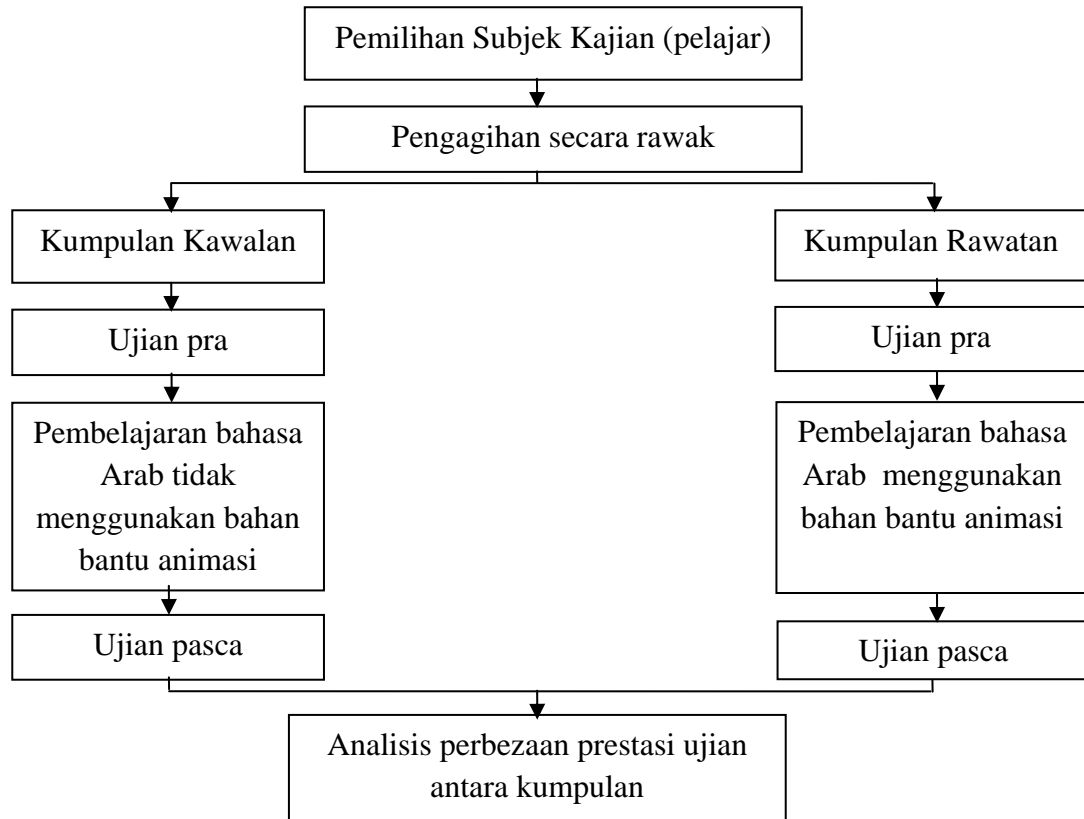 Pemilihan Subjek Kajian (pelajar)
Pengagihan secara rawak
Kumpulan Kawalan
Kumpulan Rawatan
Ujian pra
Ujian pra
Pembelajaran bahasa
Arab tidak
menggunakan bahan
bantu animasi
Pembelajaran bahasa
Arab menggunakan
bahan bantu animasi
Ujian pasca
Ujian pasca
Analisis perbezaan prestasi ujian
antara kumpulan